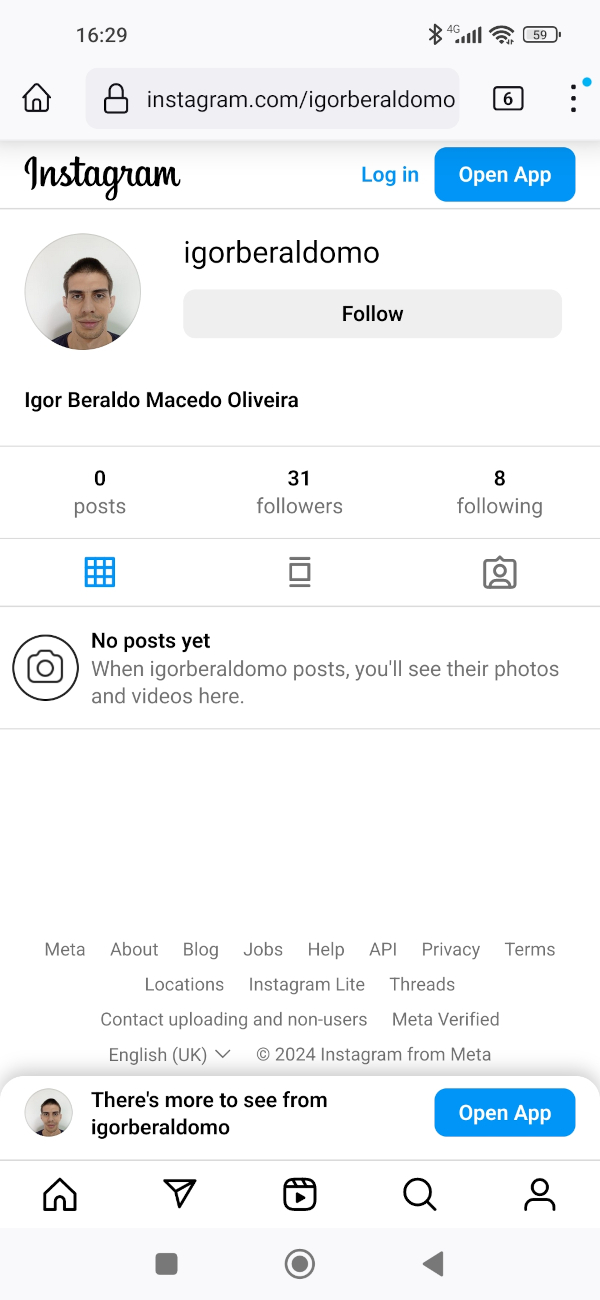 16:29
4G
59
instagram.com/igorberaldomo
6
Instagram
Log in
Open App
igorberaldomo
Follow
Igor Beraldo Macedo Oliveira
0 31 8
posts followers following
No posts yet
When igorberaldomo posts, you'll see their photos
and videos here.
Meta About Blog Jobs Help API Privacy Terms
Locations Instagram Lite Threads
Contact uploading and non-users Meta Verified
English (UK) © 2024 Instagram from Meta
There's more to see from
igorberaldomo
Open App